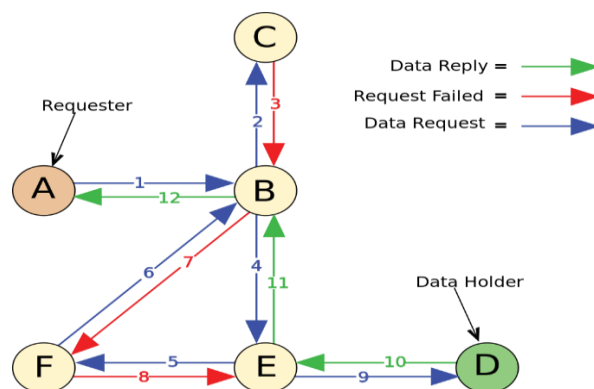 C
Data Reply =
Request Failed =
Data Request =
Requester
3
2
A
1
B
12
6
7
4
11
Data Holder
F
5
E
10
D
8
9